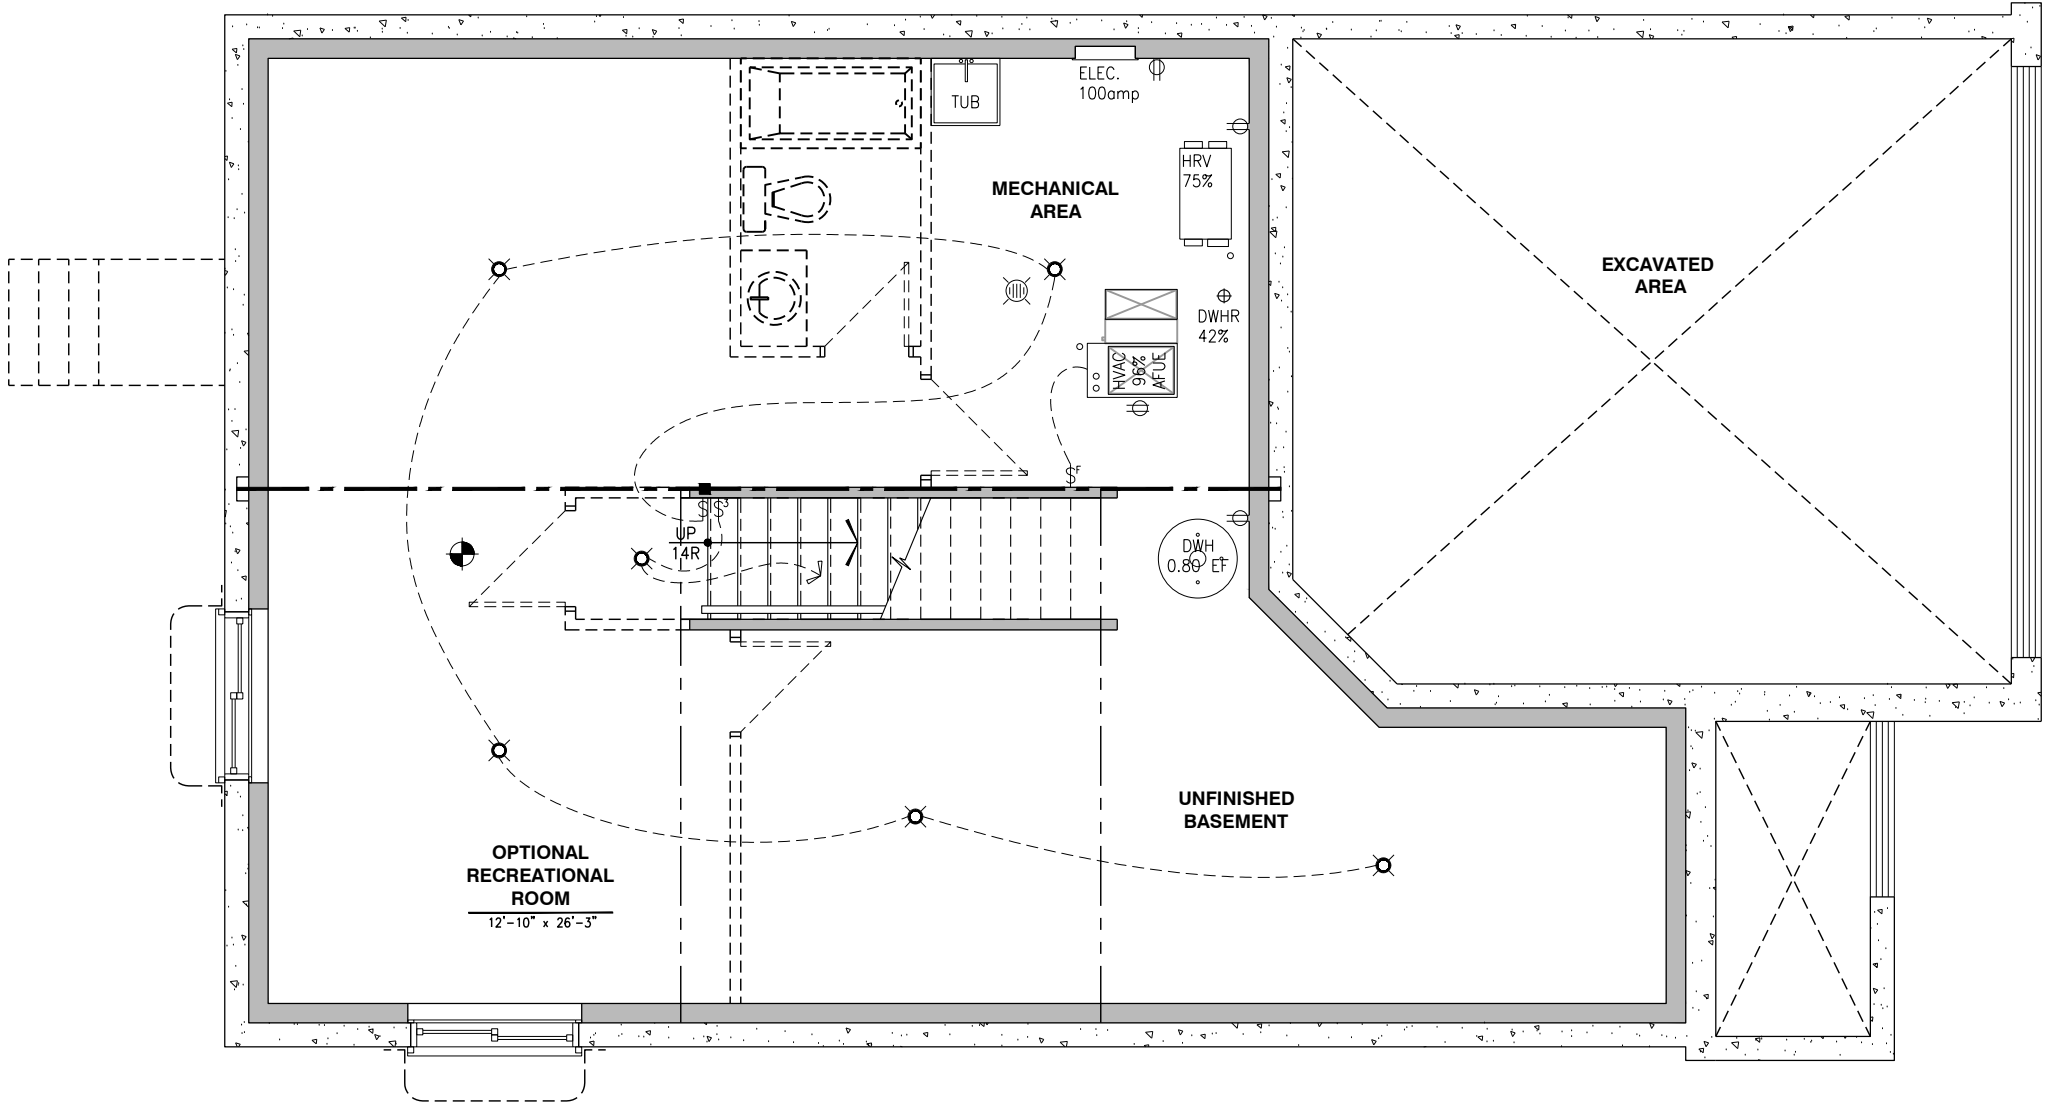 TUB
ELEC.
100amp
HRV
75%
MECHANICAL
AREA
EXCAVATED
AREA
DWHR
42%
HVAC
96%
AFUE
S^F
S S^3
UP
14R
DWH
0.80 EF
UNFINISHED
BASEMENT
OPTIONAL
RECREATIONAL
ROOM
12'-10" x 26'-3"